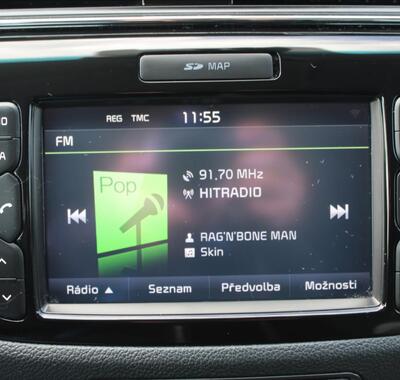 SD MAP
REG TMC 11:55
FM
Pop
91,70 MHz
HITRADIO
RAG'N'BONE MAN
Skin
Rádio ▲ Seznam Předvolba Možnosti